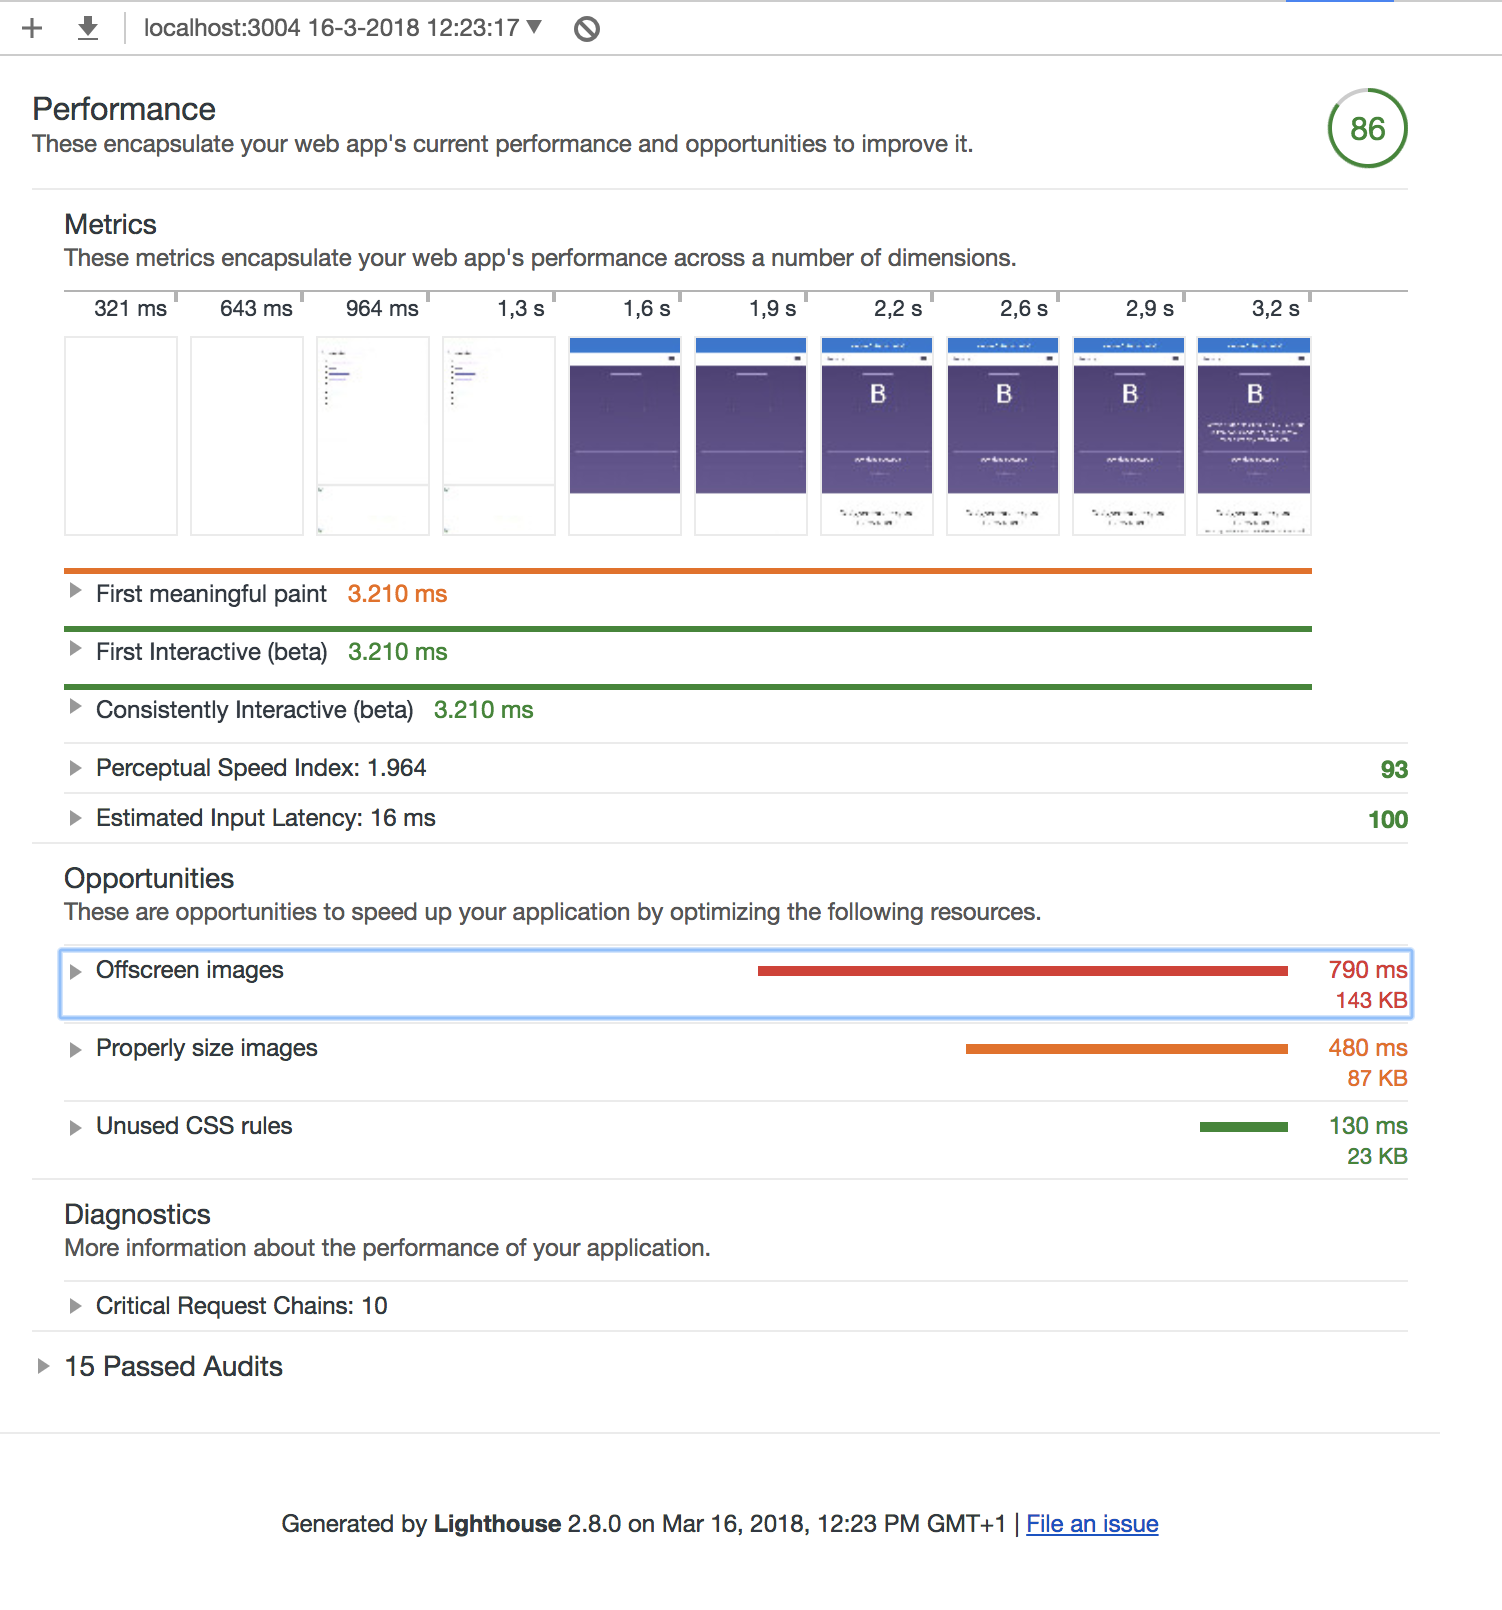 localhost:3004 16-3-2018 12:23:17 ▼
Performance
These encapsulate your web app's current performance and opportunities to improve it.
86
Metrics
These metrics encapsulate your web app's performance across a number of dimensions.
321 ms 643 ms 964 ms 1,3 s 1,6 s 1,9 s 2,2 s 2,6 s 2,9 s 3,2 s
B B B B
First meaningful paint 3.210 ms
First Interactive (beta) 3.210 ms
Consistently Interactive (beta) 3.210 ms
Perceptual Speed Index: 1.964 93
Estimated Input Latency: 16 ms 100
Opportunities
These are opportunities to speed up your application by optimizing the following resources.
Offscreen images 790 ms
143 KB
Properly size images 480 ms
87 KB
Unused CSS rules 130 ms
23 KB
Diagnostics
More information about the performance of your application.
Critical Request Chains: 10
15 Passed Audits
Generated by Lighthouse 2.8.0 on Mar 16, 2018, 12:23 PM GMT+1 | File an issue